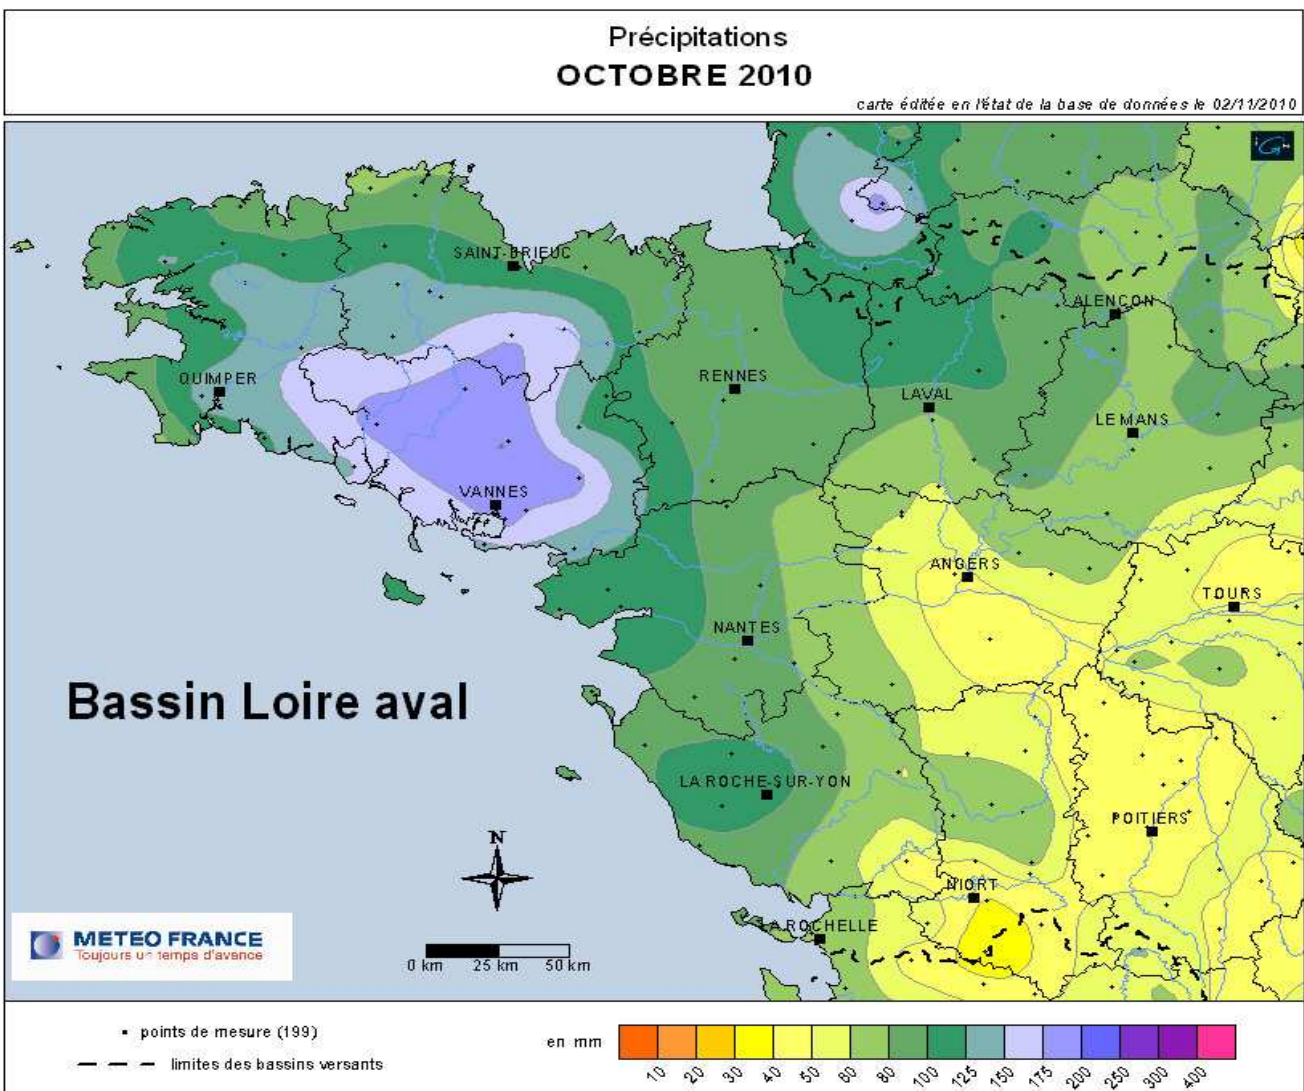 Précipitations
OCTOBRE 2010
carte éditée en l'état de la base de données le 02/11/2010
SAINT-BRIEUC
ALENÇON
QUIMPER
RENNES
LAVAL
LE MANS
VANNES
ANGERS
TOURS
NANTES
Bassin Loire aval
LA ROCHE-SUR-YON
POITIERS
N
NIORT
LA ROCHELLE
METEO FRANCE
Toujours un temps d'avance
0 km 25 km 50 km
points de mesure (199)
limites des bassins versants
en mm
10 20 30 40 50 60 80 100 125 150 175 200 250 300 400